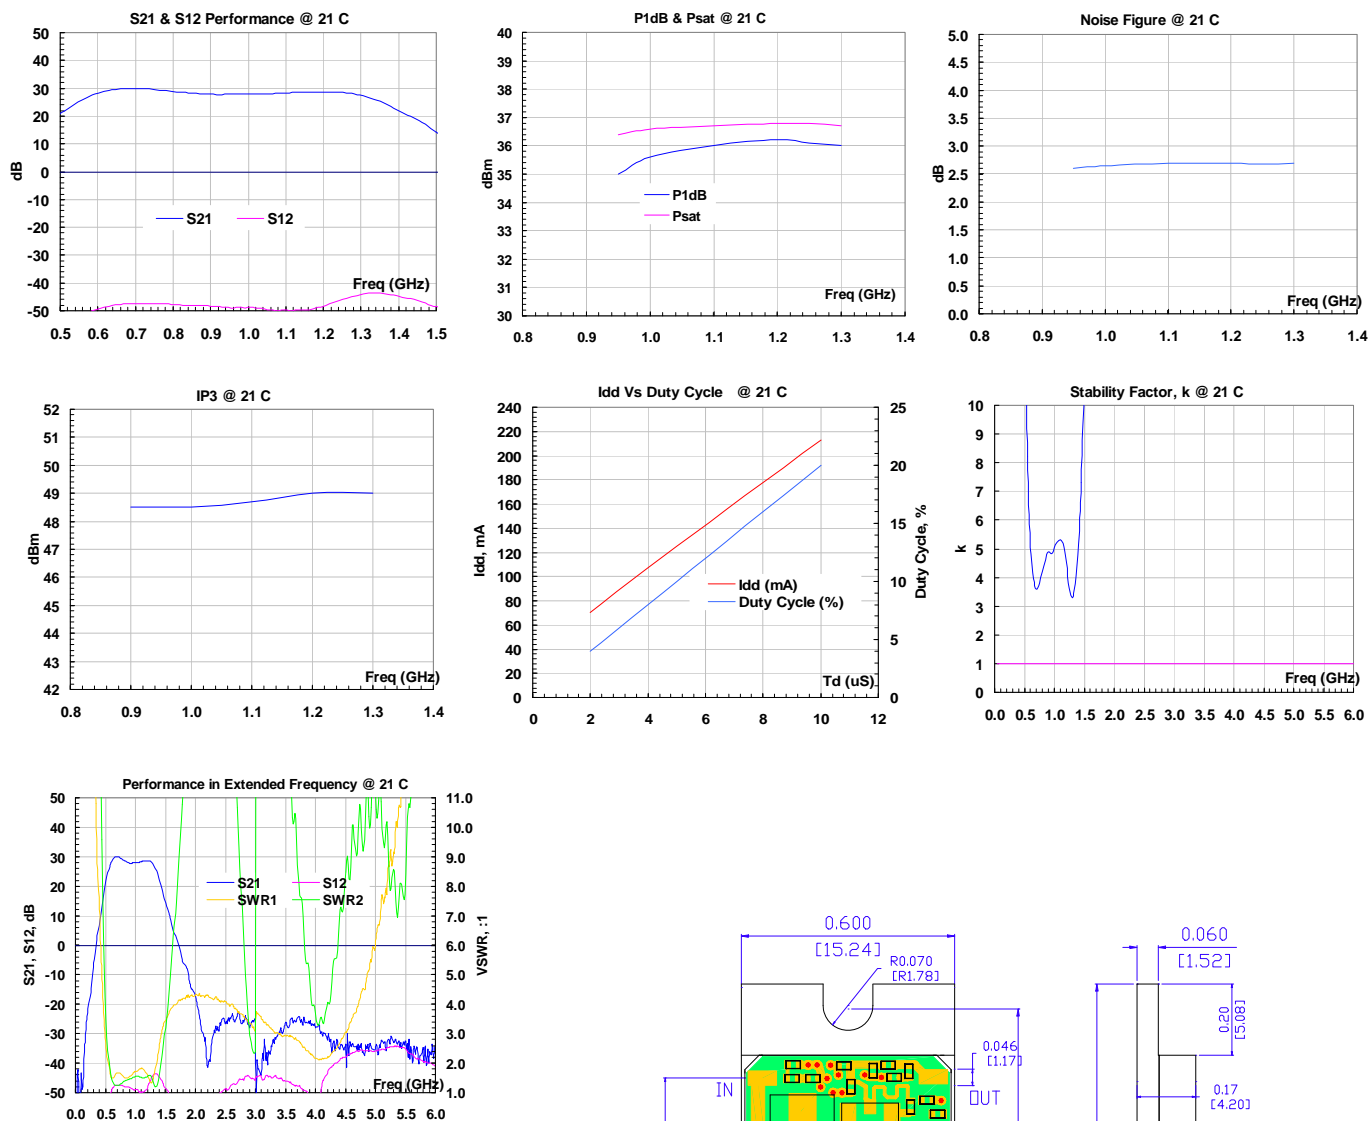 S21 & S12 Performance @ 21 C
50
40
30
20
10
0
-10
-20
-30
-40
-50
dB
S21
S12
Freq (GHz)
0.5 0.6 0.7 0.8 0.9 1.0 1.1 1.2 1.3 1.4 1.5
P1dB & Psat @ 21 C
40
39
38
37
36
35
34
33
32
31
30
dBm
P1dB
Psat
Freq (GHz)
0.8 0.9 1.0 1.1 1.2 1.3 1.4
Noise Figure @ 21 C
5.0
4.5
4.0
3.5
3.0
2.5
2.0
1.5
1.0
0.5
0.0
dB
Freq (GHz)
0.8 0.9 1.0 1.1 1.2 1.3 1.4
IP3 @ 21 C
52
51
50
49
48
47
46
45
44
43
42
dBm
Freq (GHz)
0.8 0.9 1.0 1.1 1.2 1.3 1.4
Idd Vs Duty Cycle @ 21 C
240
220
200
180
160
140
120
100
80
60
40
20
0
Idd, mA
Idd (mA)
Duty Cycle (%)
25
20
15
10
5
0
Duty Cycle, %
Td (uS)
0 2 4 6 8 10 12
Stability Factor, k @ 21 C
10
9
8
7
6
5
4
3
2
1
0
k
Freq (GHz)
0.0 0.5 1.0 1.5 2.0 2.5 3.0 3.5 4.0 4.5 5.0 5.5 6.0
Performance in Extended Frequency @ 21 C
50
40
30
20
10
0
-10
-20
-30
-40
-50
S21, S12, dB
S21
S12
SWR1
SWR2
11.0
10.0
9.0
8.0
7.0
6.0
5.0
4.0
3.0
2.0
1.0
VSWR, :1
Freq (GHz)
0.0 0.5 1.0 1.5 2.0 2.5 3.0 3.5 4.0 4.5 5.0 5.5 6.0
0.600
[15.24]
R0.070
[R1.78]
0.046
[1.17]
IN
OUT
0.060
[1.52]
0.20
[5.08]
0.17
[4.20]